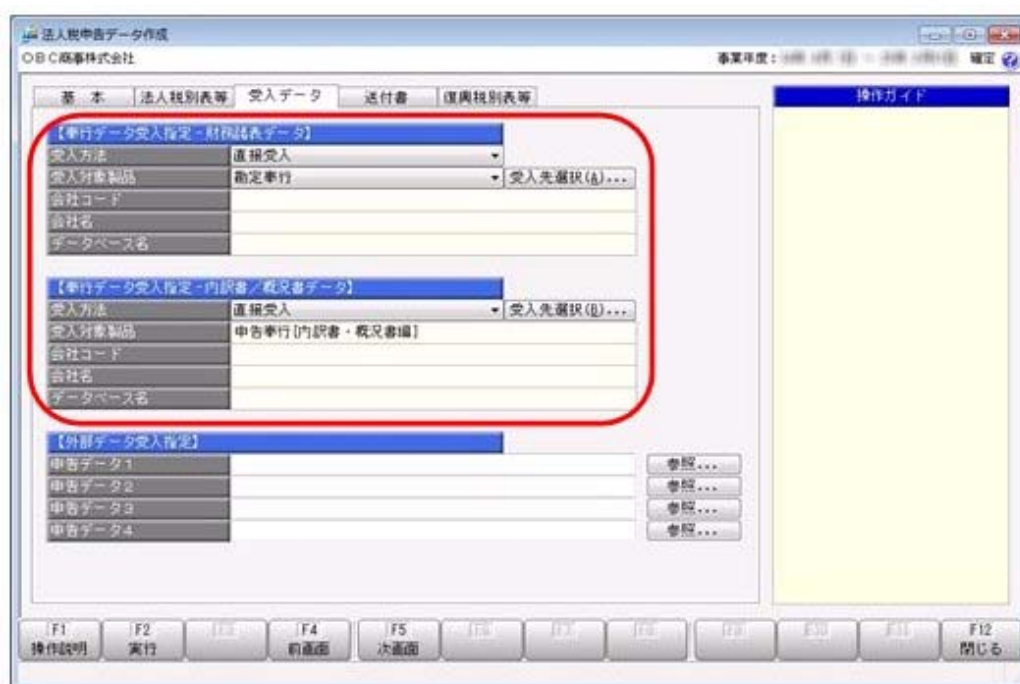 法人税申告データ作成
OBC商事株式会社
事業年度: 確定
基 本 法人税別表等 受入データ 送付書 復興税別表等
操作ガイド
【奉行データ受入指定-財務諸表データ】
受入方法 直接受入
受入対象製品 勘定奉行 受入先選択(A)...
会社コード
会社名
データベース名
【奉行データ受入指定-内訳書/概況書データ】
受入方法 直接受入 受入先選択(B)...
受入対象製品 申告奉行[内訳書・概況書編]
会社コード
会社名
データベース名
【外部データ受入指定】
申告データ1 参照...
申告データ2 参照...
申告データ3 参照...
申告データ4 参照...
F1 F2 F3 F4 F5 F6 F7 F8 F9 F10 F11 F12
操作説明 実行 前画面 次画面 閉じる